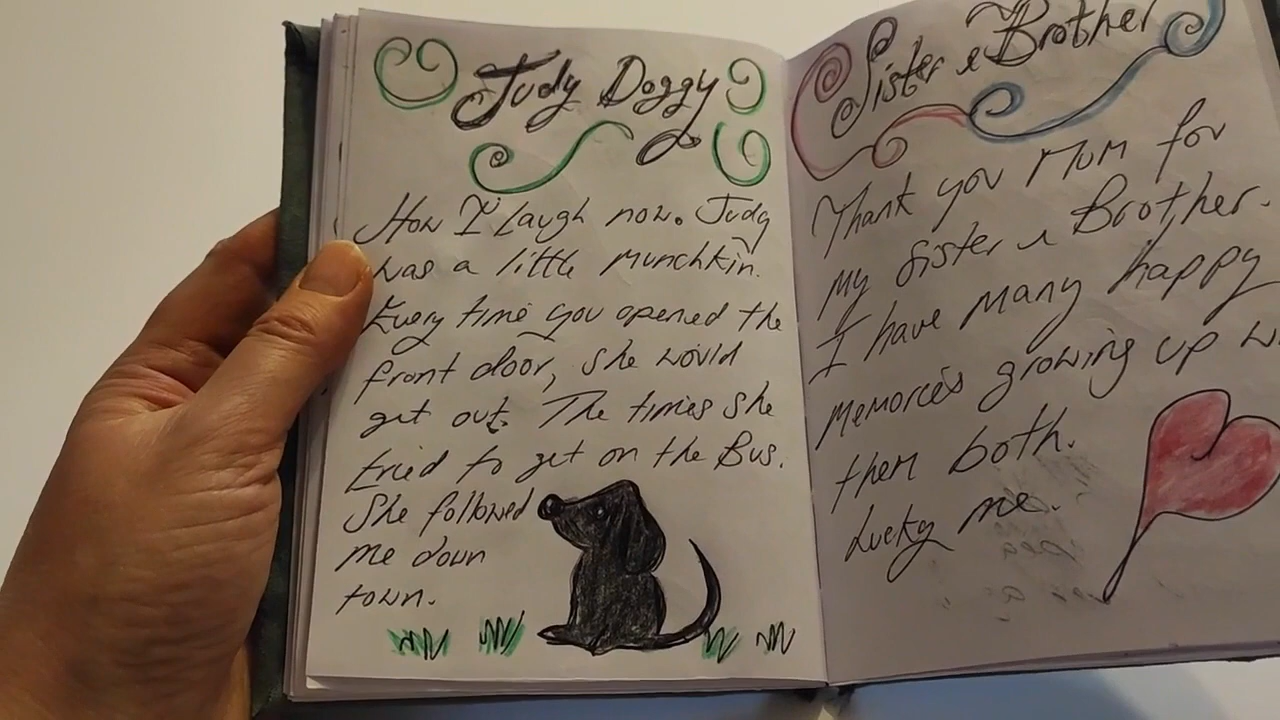 Judy Doggy
How I laugh now. Judy
was a little munchkin.
Every time you opened the
front door, she would
get out. The times she
tried to get on the Bus.
She followed
me down
town.
Sister & Brother
Thank you Mum for
my sister & Brother.
I have many happy
memories growing up wi
them both.
Lucky me.